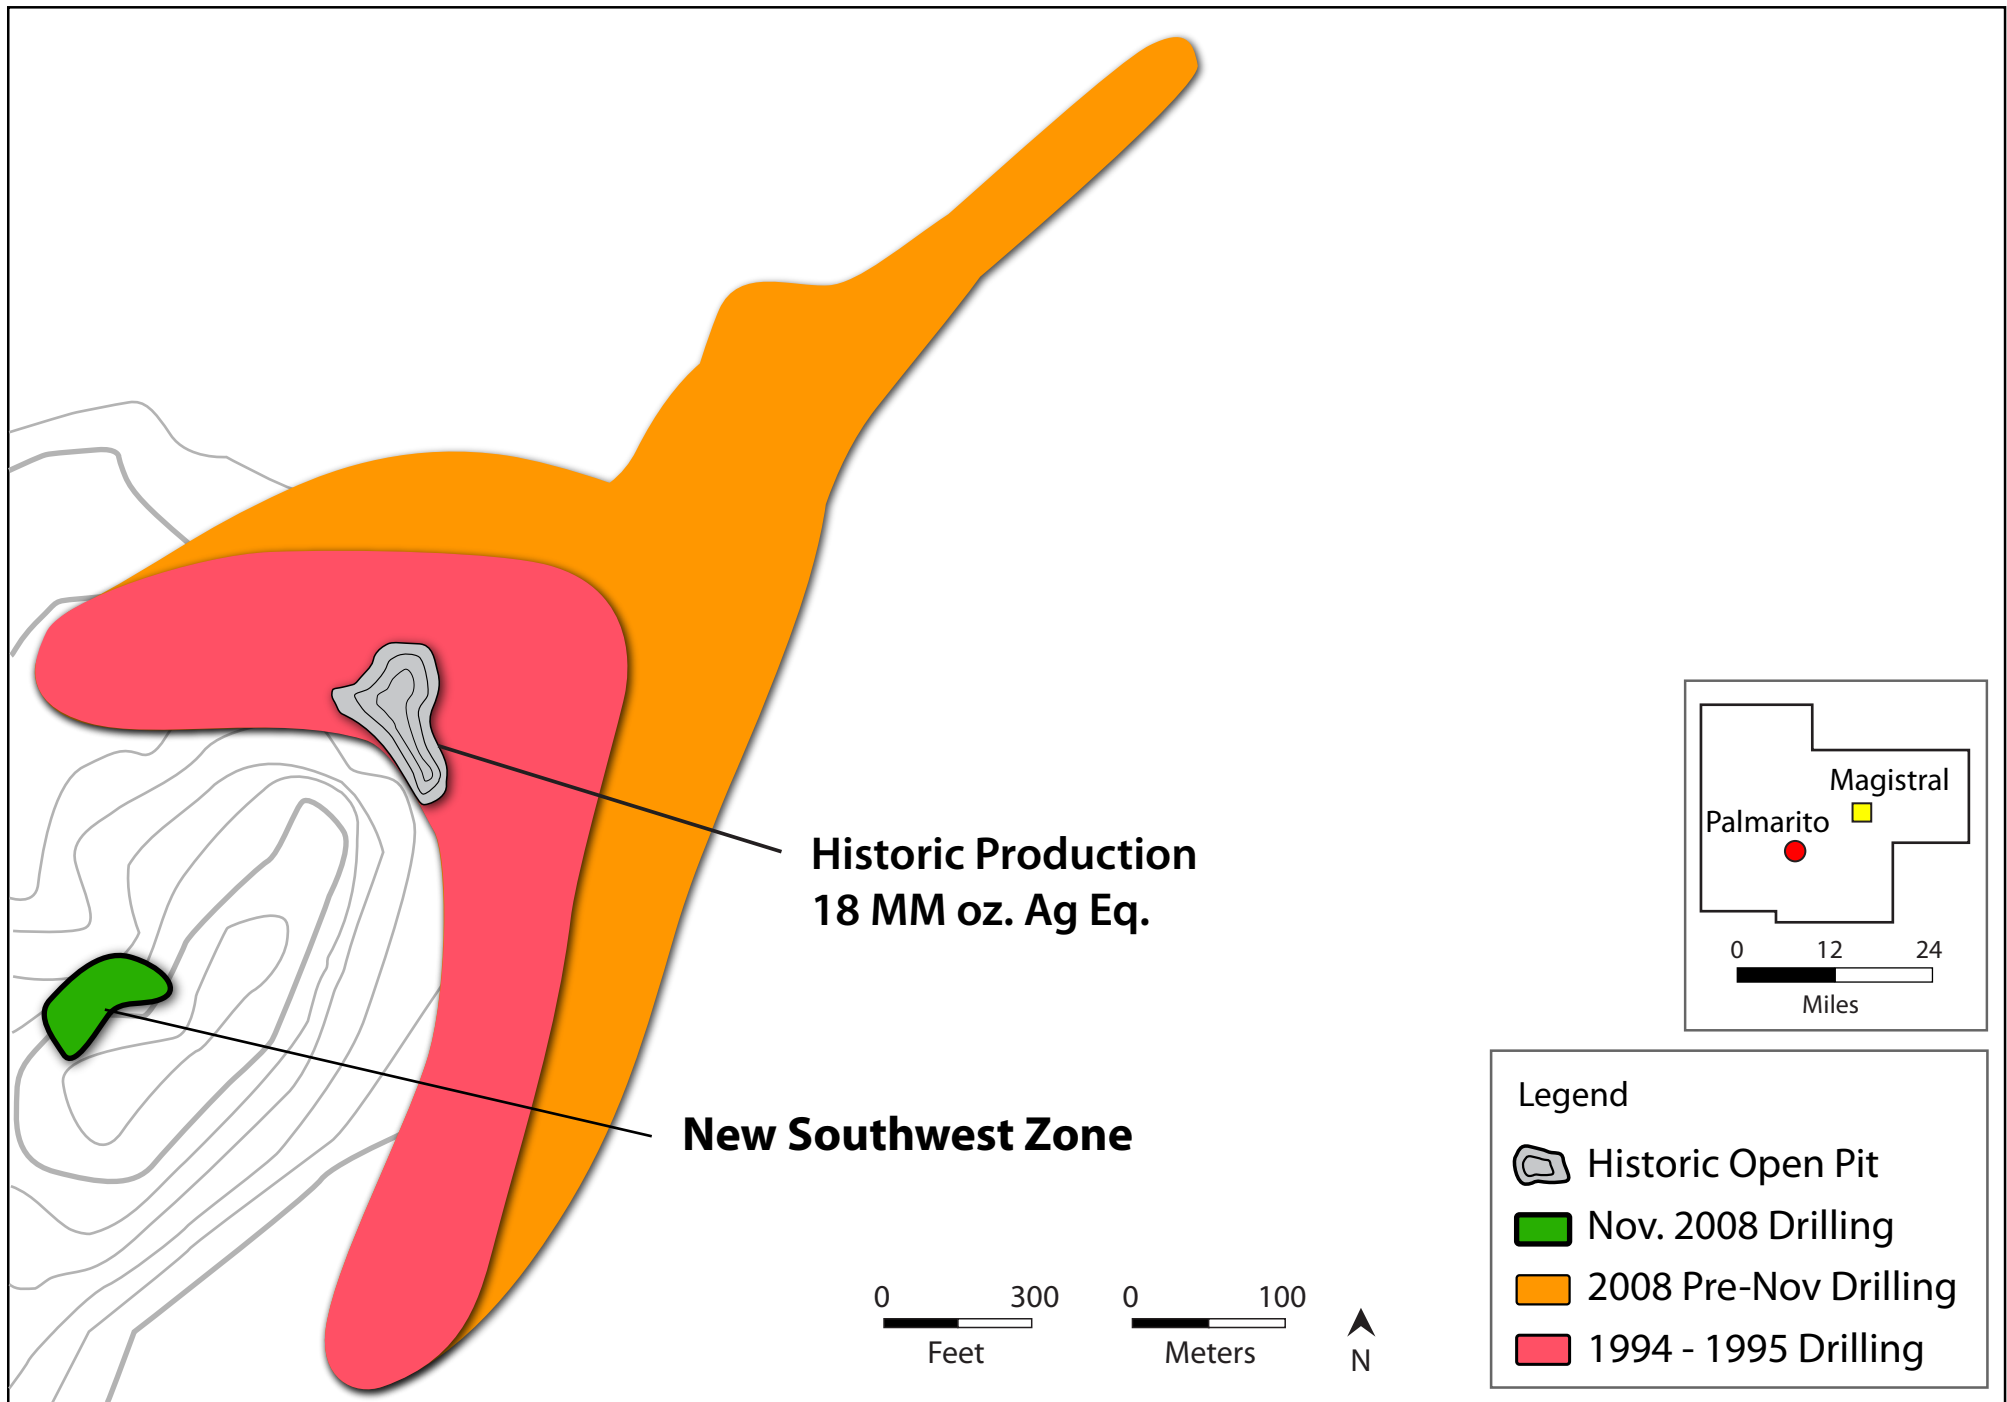 Historic Production
18 MM oz. Ag Eq.
New Southwest Zone
Magistral
Palmarito
0 12 24
Miles
Legend
Historic Open Pit
Nov. 2008 Drilling
2008 Pre-Nov Drilling
1994 - 1995 Drilling
0 300
Feet
0 100
Meters
N